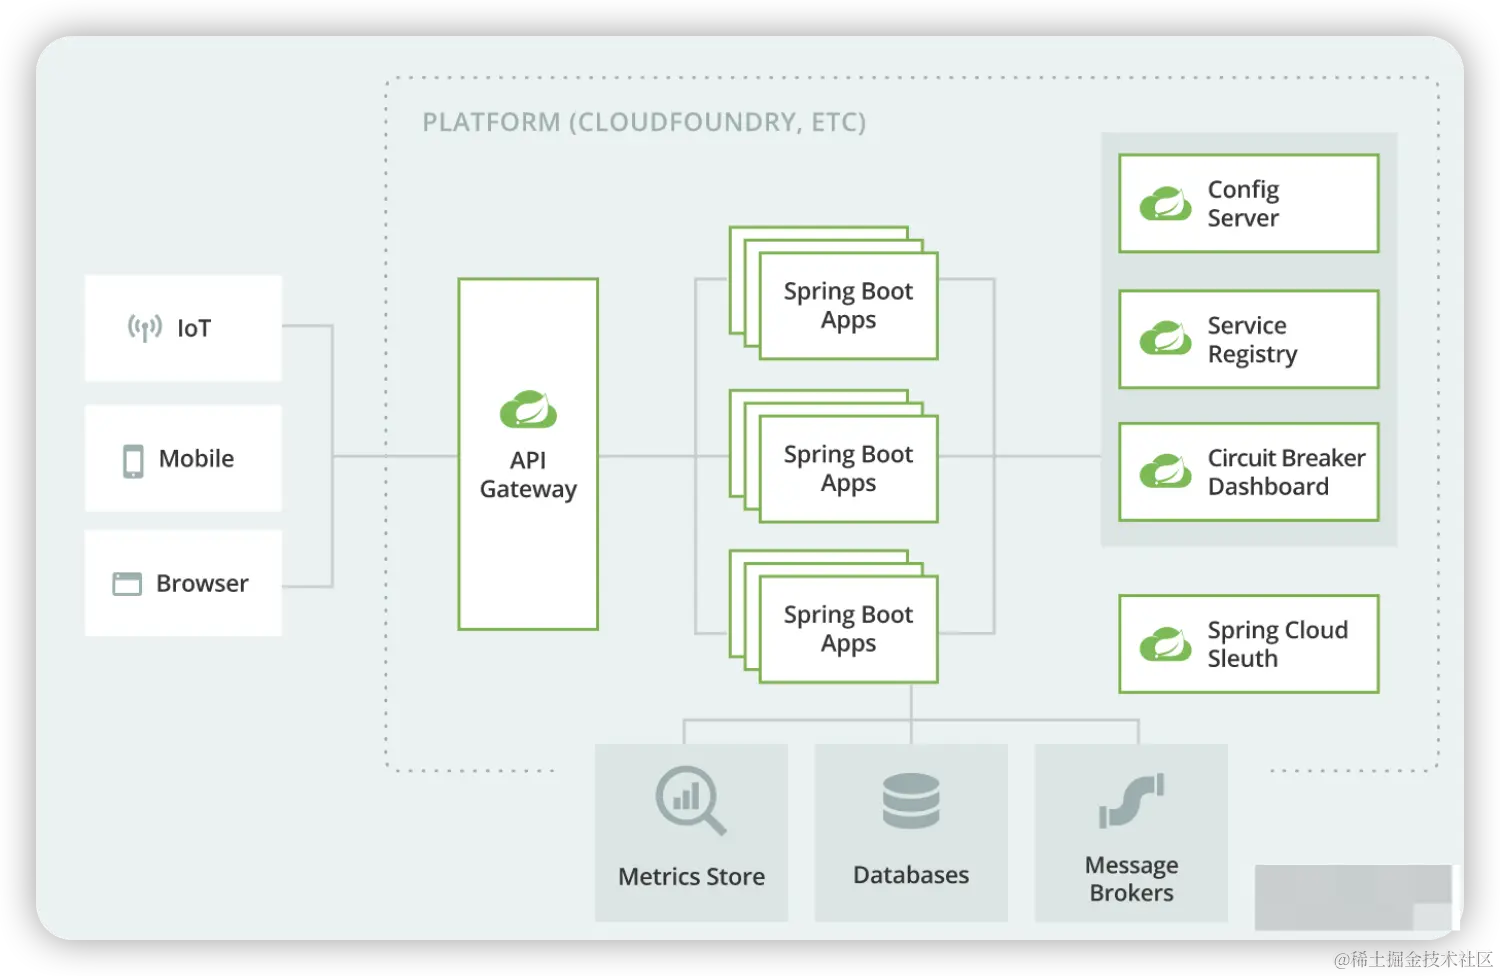 PLATFORM (CLOUDFOUNDRY, ETC)
IoT
Mobile
Browser
API
Gateway
Spring Boot
Apps
Spring Boot
Apps
Spring Boot
Apps
Config
Server
Service
Registry
Circuit Breaker
Dashboard
Spring Cloud
Sleuth
Metrics Store
Databases
Message
Brokers
@稀土掘金技术社区